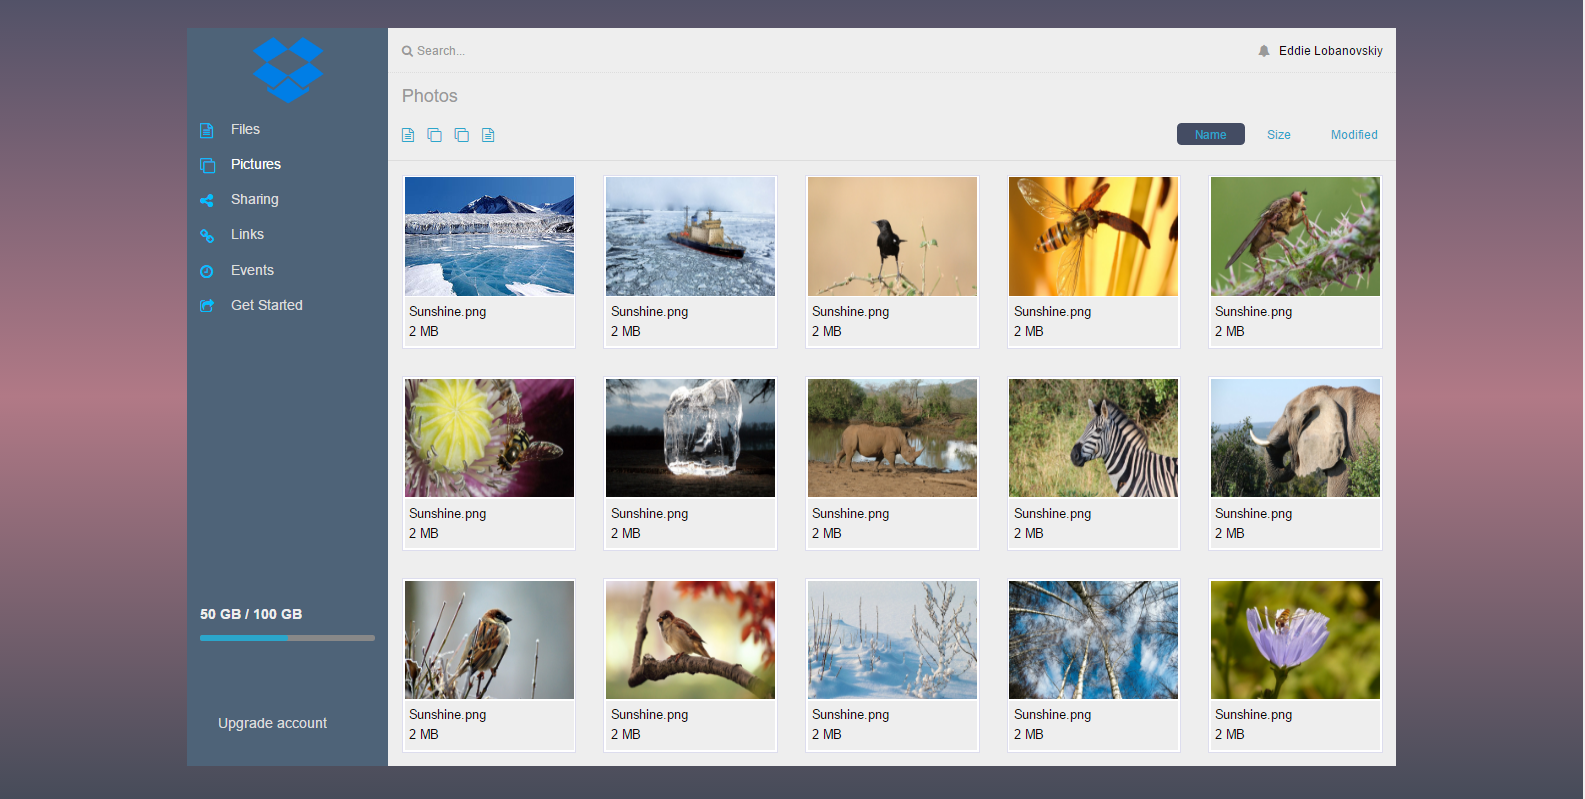 Search...
Eddie Lobanovskiy
Files
Pictures
Sharing
Links
Events
Get Started
50 GB / 100 GB
Upgrade account
Photos
Name Size Modified
Sunshine.png Sunshine.png Sunshine.png Sunshine.png Sunshine.png
2 MB 2 MB 2 MB 2 MB 2 MB
Sunshine.png Sunshine.png Sunshine.png Sunshine.png Sunshine.png
2 MB 2 MB 2 MB 2 MB 2 MB
Sunshine.png Sunshine.png Sunshine.png Sunshine.png Sunshine.png
2 MB 2 MB 2 MB 2 MB 2 MB